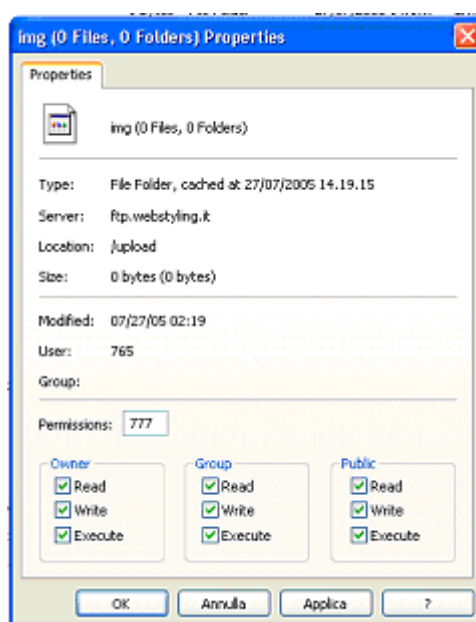 img (0 Files, 0 Folders) Properties
Properties
img (0 Files, 0 Folders)
Type: File Folder, cached at 27/07/2005 14.19.15
Server: ftp.webstyling.it
Location: /upload
Size: 0 bytes (0 bytes)
Modified: 07/27/05 02:19
User: 765
Group:
Permissions: 777
Owner Group Public
Read Read Read
Write Write Write
Execute Execute Execute
OK Annulla Applica ?